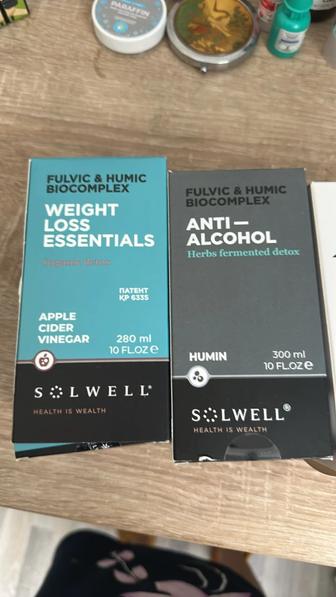 PARAFFIN
FULVIC & HUMIC
BIOCOMPLEX
WEIGHT
LOSS
ESSENTIALS
ПАТЕНТ
КР 6335
APPLE
CIDER
VINEGAR
280 ml
10 FL.OZ e
SOLWELL®
HEALTH IS WEALTH
FULVIC & HUMIC
BIOCOMPLEX
ANTI—
ALCOHOL
Herbs fermented detox
HUMIN
300 ml
10 FL.OZ e
SOLWELL®
HEALTH IS WEALTH